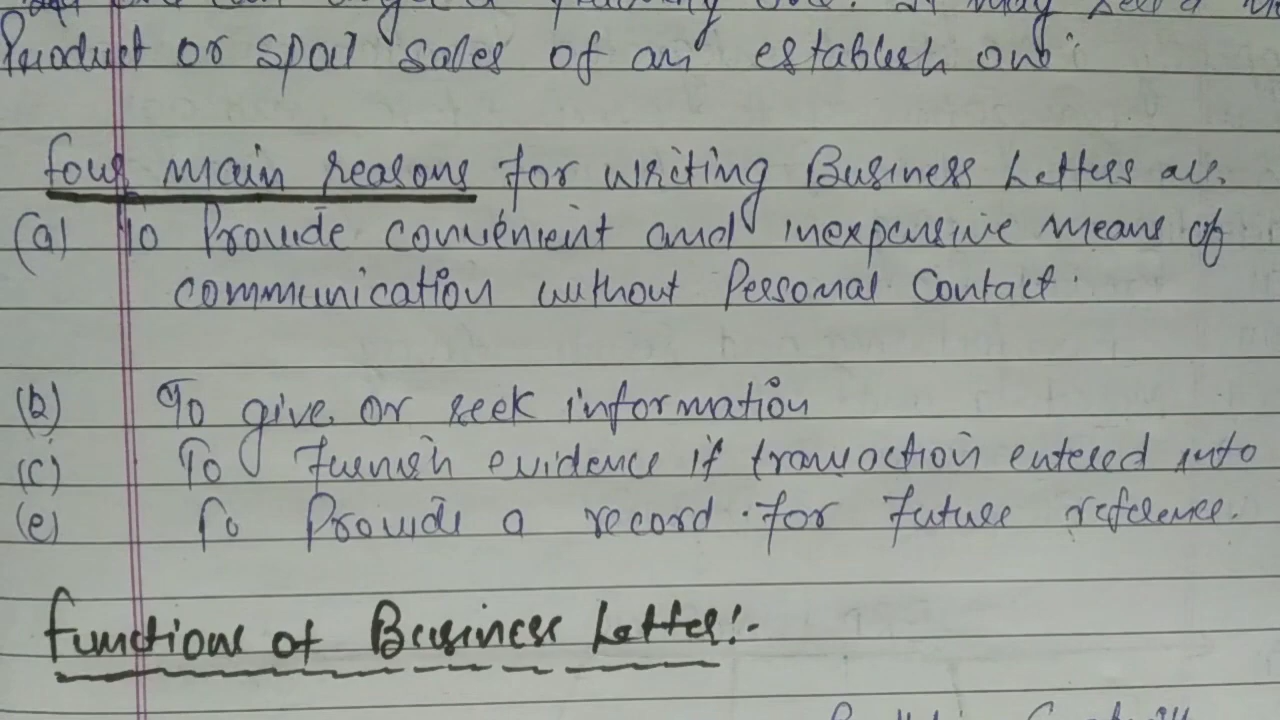 Product or spoil sales of an establish one.
four main reasons for writing Business Letters are.
(a) To Provide convenient and inexpensive means of
communication without Personal Contact.
(b) To give or seek information
(c) To furnish evidence if transaction entered into
(e) To Provide a record for future reference.
functions of Business Letter:-